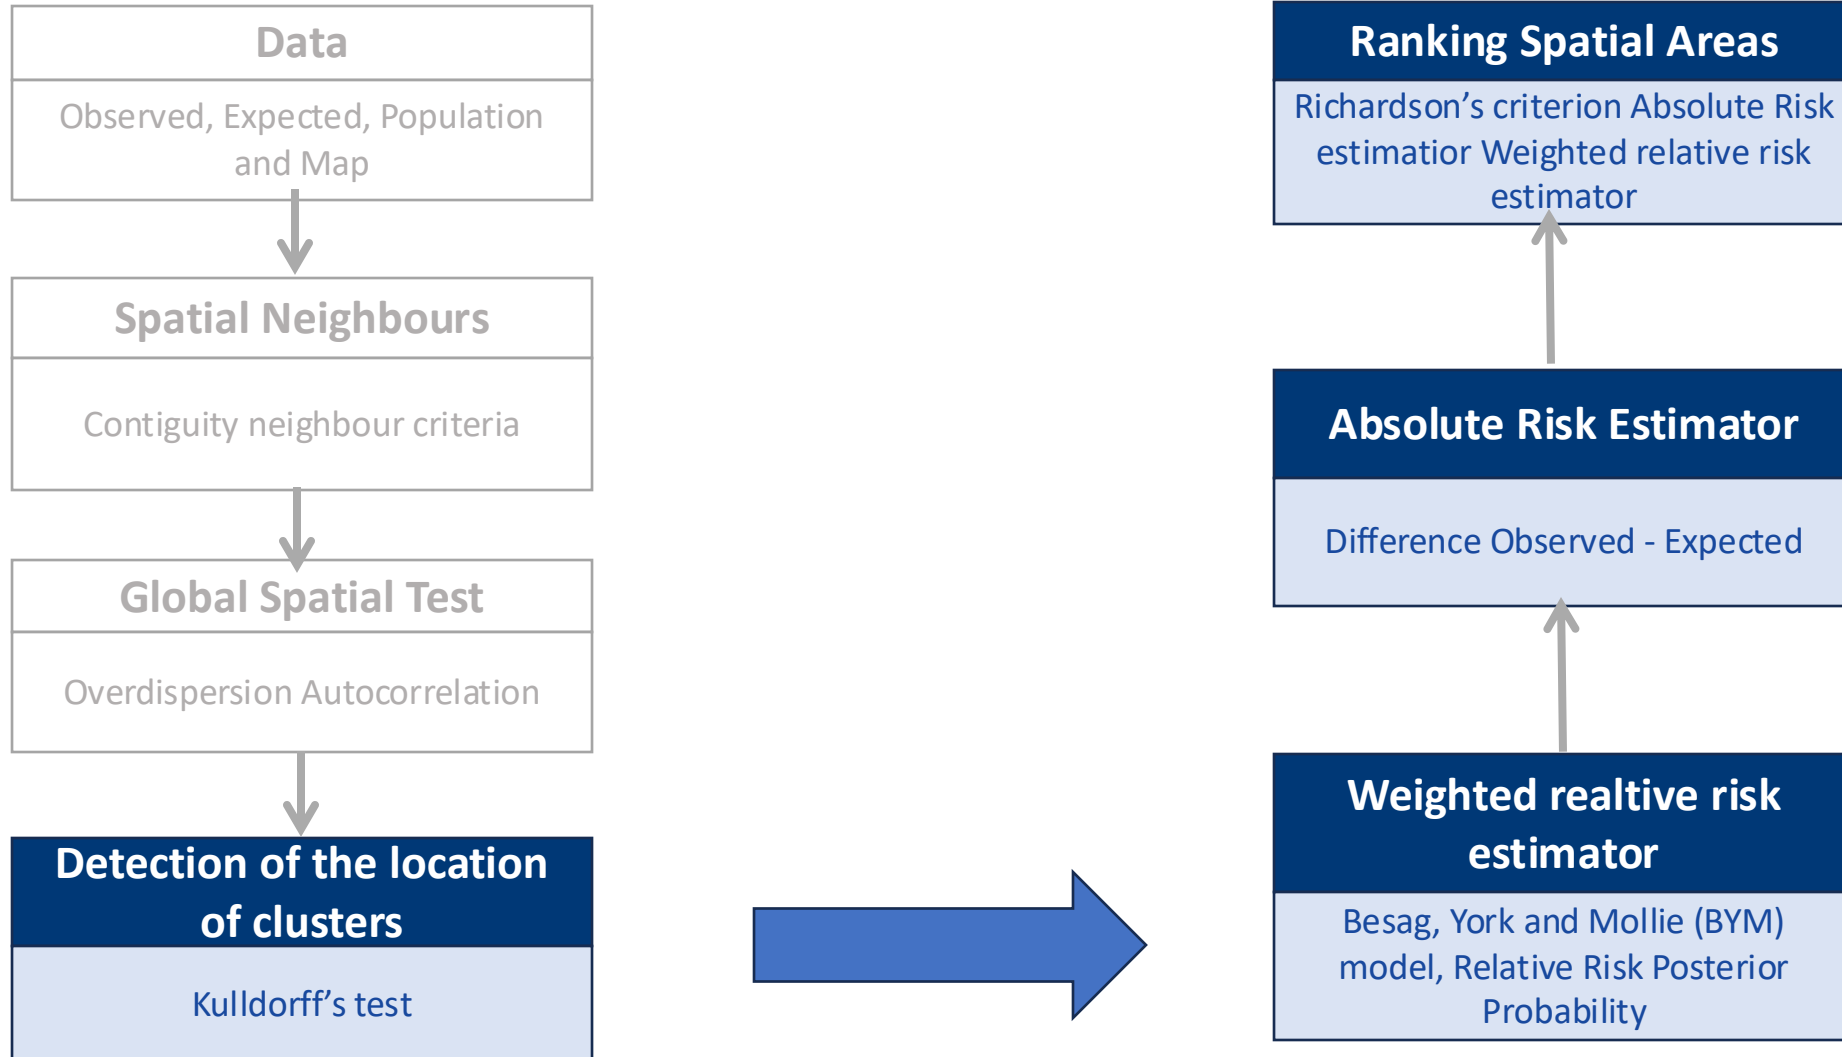 Data
Observed, Expected, Population
and Map
Spatial Neighbours
Contiguity neighbour criteria
Global Spatial Test
Overdispersion Autocorrelation
Detection of the location
of clusters
Kulldorff’s test
Ranking Spatial Areas
Richardson’s criterion Absolute Risk
estimatior Weighted relative risk
estimator
Absolute Risk Estimator
Difference Observed - Expected
Weighted realtive risk
estimator
Besag, York and Mollie (BYM)
model, Relative Risk Posterior
Probability